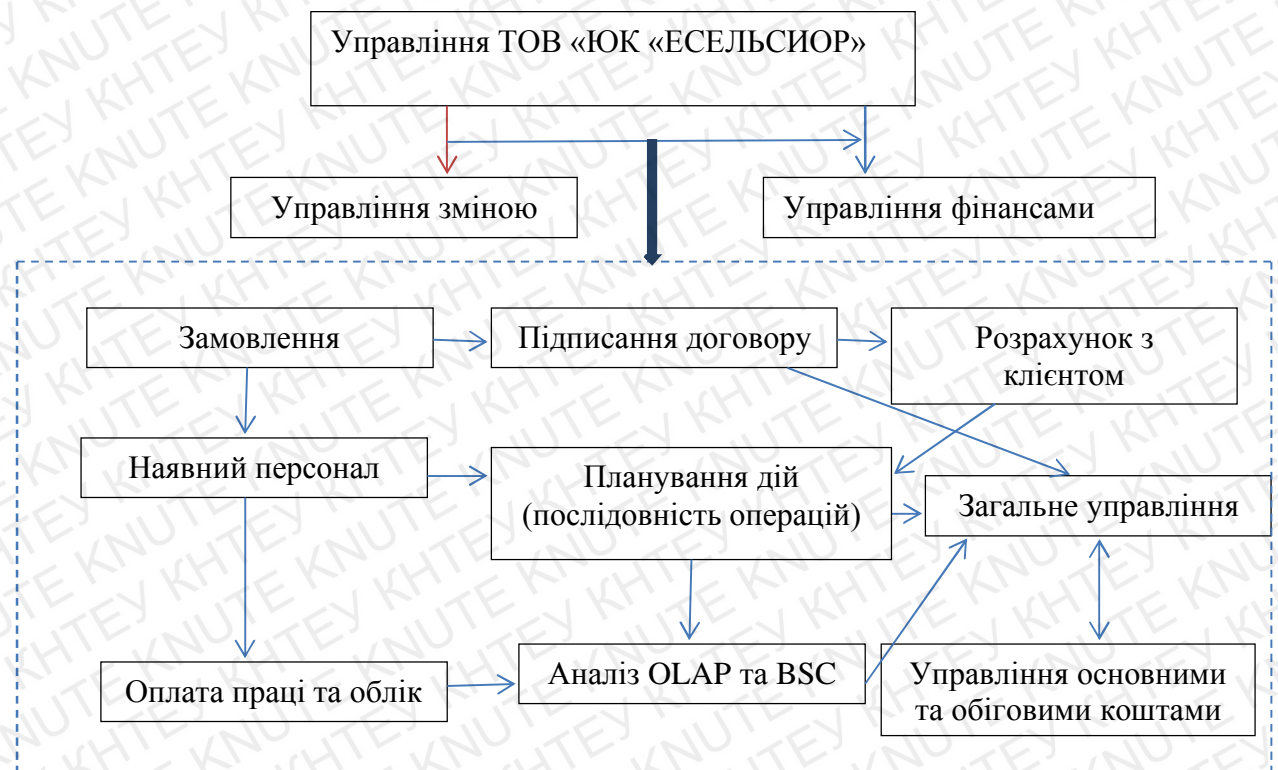 Управління ТОВ «ЮК «ЕСЕЛЬСИОР»
Управління зміною
Управління фінансами
Замовлення
Підписання договору
Розрахунок з
клієнтом
Наявний персонал
Планування дій
(послідовність операцій)
Загальне управління
Оплата праці та облік
Аналіз OLAP та BSC
Управління основними
та обіговими коштами